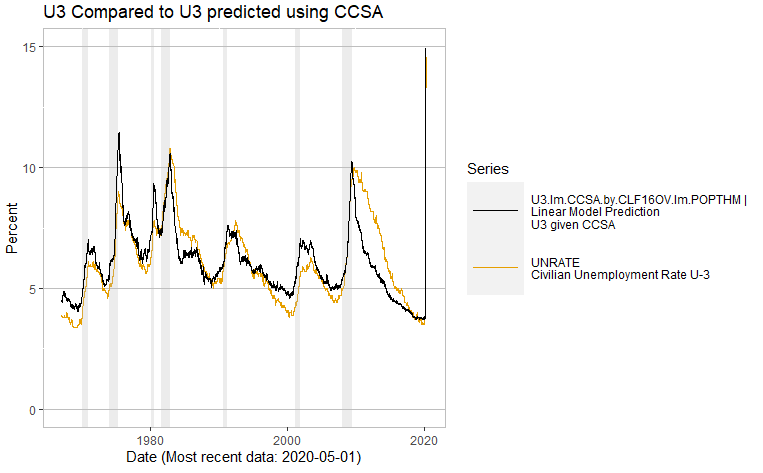 U3 Compared to U3 predicted using CCSA
15
10
5
0
Percent
1980
2000
2020
Date (Most recent data: 2020-05-01)
Series
U3.lm.CCSA.by.CLF16OV.lm.POPTHM |
Linear Model Prediction
U3 given CCSA
UNRATE
Civilian Unemployment Rate U-3